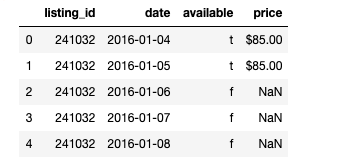 listing_id date available price
0 241032 2016-01-04 t $85.00
1 241032 2016-01-05 t $85.00
2 241032 2016-01-06 f NaN
3 241032 2016-01-07 f NaN
4 241032 2016-01-08 f NaN